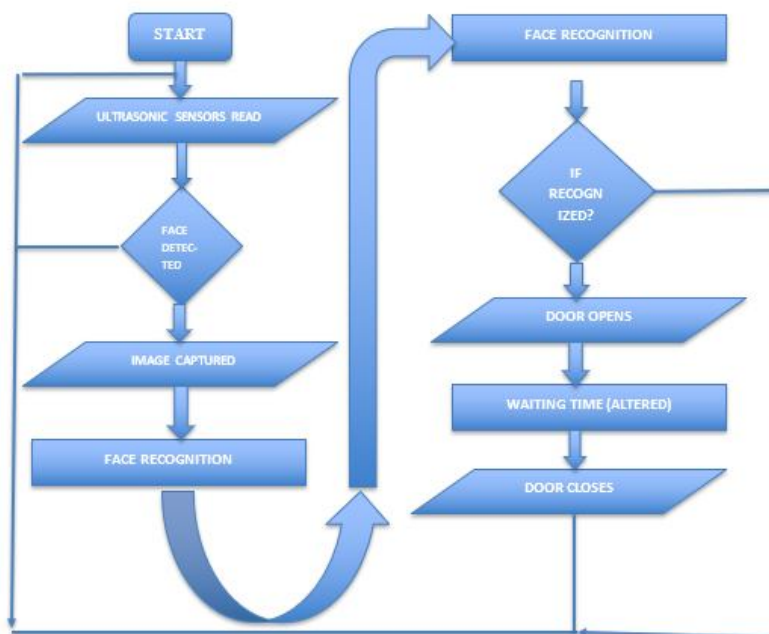 START
ULTRASONIC SENSORS READ
FACE
DETEC-
TED
IMAGE CAPTURED
FACE RECOGNITION
FACE RECOGNITION
IF
RECOGN
IZED?
DOOR OPENS
WAITING TIME (ALTERED)
DOOR CLOSES